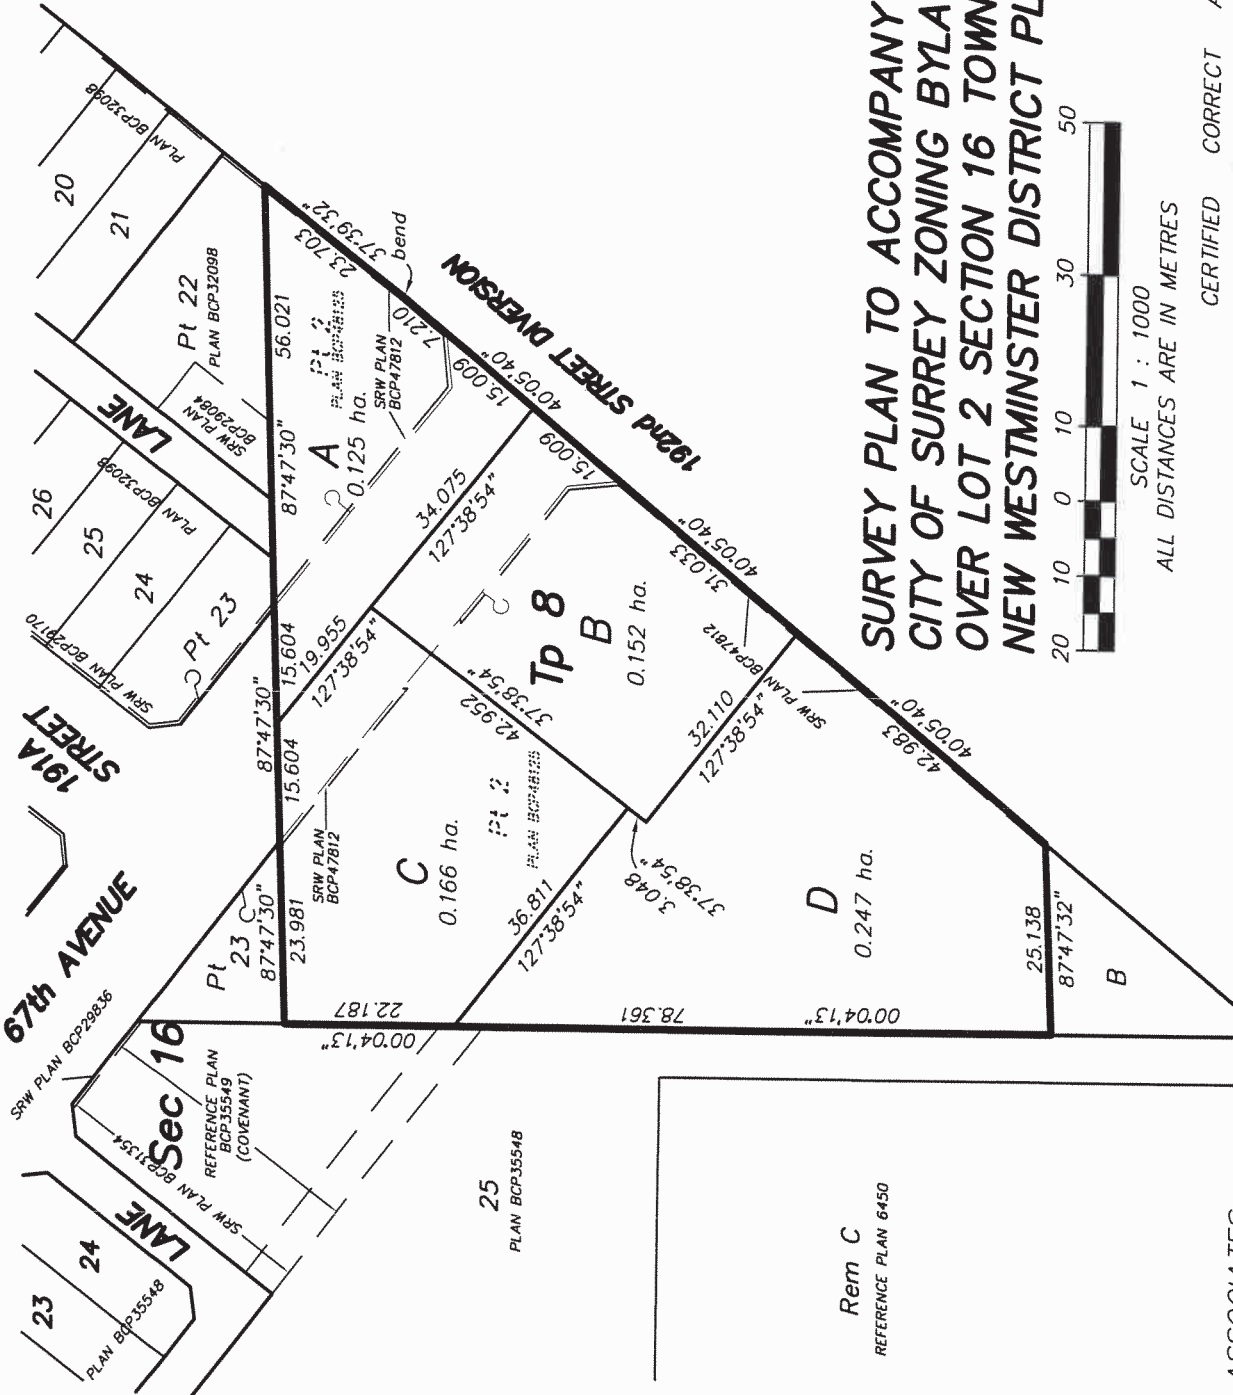 SURVEY PLAN TO ACCOMPANY
CITY OF SURREY ZONING BYLA
OVER LOT 2 SECTION 16 TOWN
NEW WESTMINSTER DISTRICT PL
20 10 0 10 30 50
SCALE 1 : 1000
ALL DISTANCES ARE IN METRES
CERTIFIED CORRECT
20
21
PLAN BCP32098
Pt 22
PLAN BCP32098
SRW PLAN
BCP29084
LANE
26
25
24
PLAN BCP32098
Pt 23
SRW PLAN BCP29170
191A
STREET
67th AVENUE
SRW PLAN BCP29836
Pt
23
87°47'30"
23.981
87°47'30"
15.604
15.604
87°47'30"
56.021
A
0.125 ha.
Pt 2
PLAN BCP48125
SRW PLAN
BCP47812
37°39'32"
23.703
bend
7.210
15.009
40°05'40"
15.009
192nd STREET DIVERSION
34.075
127°38'54"
19.955
127°38'54"
Tp 8
B
0.152 ha.
31.033
40°05'40"
SRW PLAN
BCP47812
42.952
37°38'54"
32.110
127°38'54"
SRW PLAN
BCP47812
C
0.166 ha.
Pt 2
PLAN BCP48125
36.811
127°38'54"
3.048
37°38'54"
22.187
00°04'13"
D
0.247 ha.
42.983
40°05'40"
78.361
00°04'13"
25.138
87°47'32"
B
Sec 16
REFERENCE PLAN
BCP35549
(COVENANT)
SRW PLAN BCP31354
LANE
23
24
PLAN BCP35548
25
PLAN BCP35548
Rem C
REFERENCE PLAN 6450